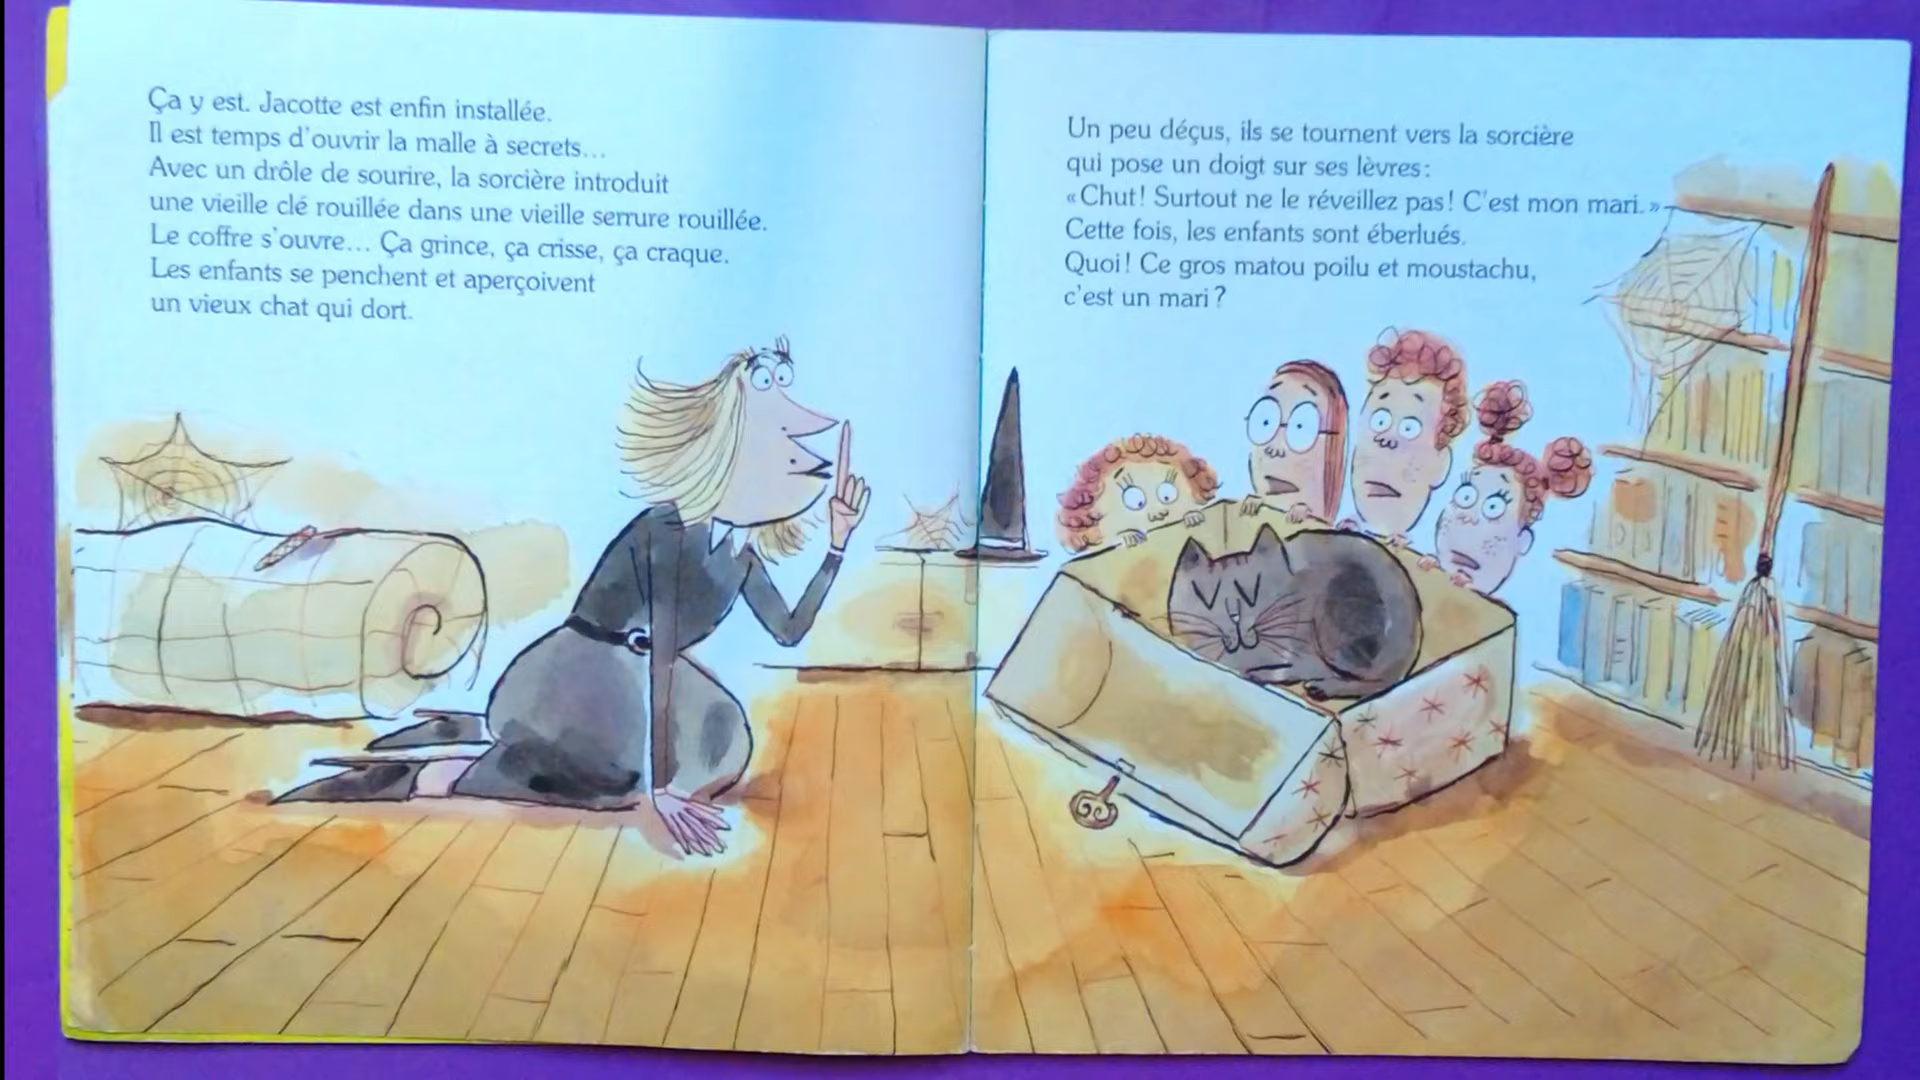 Ça y est. Jacotte est enfin installée.
Il est temps d'ouvrir la malle à secrets...
Avec un drôle de sourire, la sorcière introduit
une vieille clé rouillée dans une vieille serrure rouillée.
Le coffre s'ouvre... Ça grince, ça crisse, ça craque.
Les enfants se penchent et aperçoivent
un vieux chat qui dort.
Un peu déçus, ils se tournent vers la sorcière
qui pose un doigt sur ses lèvres :
« Chut ! Surtout ne le réveillez pas ! C'est mon mari. »
Cette fois, les enfants sont éberlués.
Quoi ! Ce gros matou poilu et moustachu,
c'est un mari ?